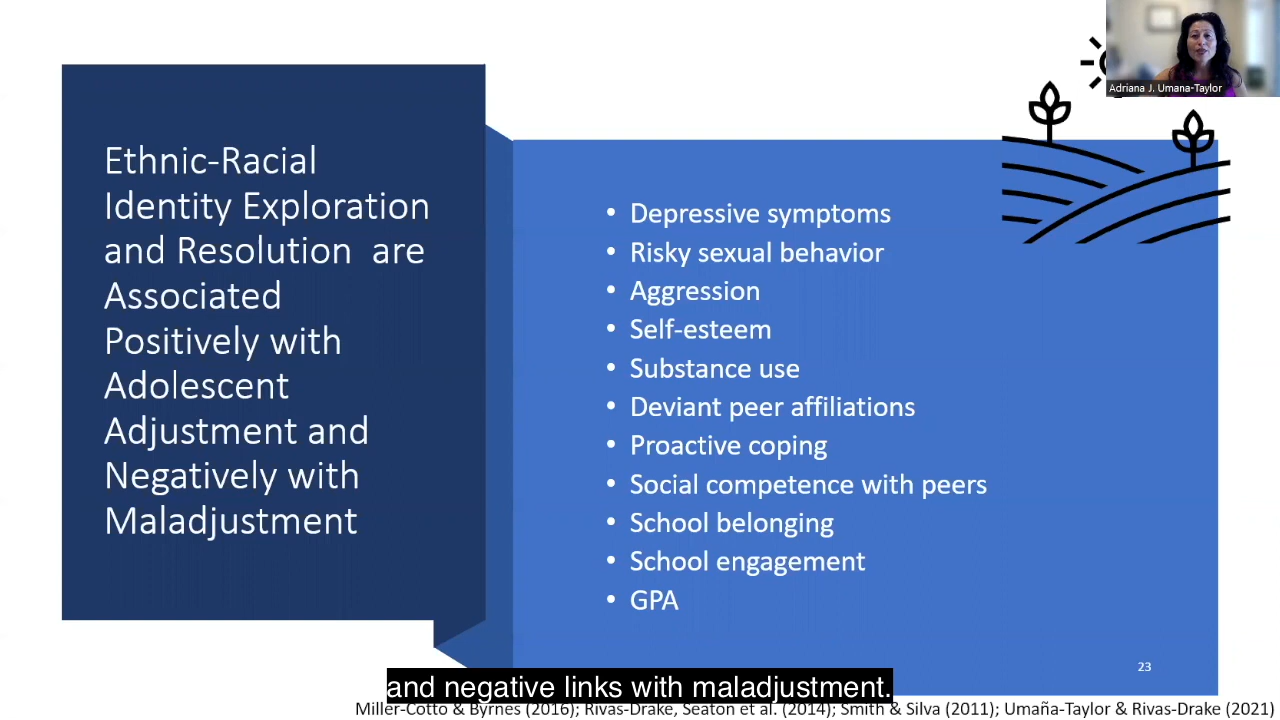 Adriana J. Umana-Taylor
Ethnic-Racial
Identity Exploration
and Resolution are
Associated
Positively with
Adolescent
Adjustment and
Negatively with
Maladjustment
• Depressive symptoms
• Risky sexual behavior
• Aggression
• Self-esteem
• Substance use
• Deviant peer affiliations
• Proactive coping
• Social competence with peers
• School belonging
• School engagement
• GPA
23
and negative links with maladjustment.
Miller-Cotto & Byrnes (2016); Rivas-Drake, Seaton et al. (2014); Smith & Silva (2011); Umaña-Taylor & Rivas-Drake (2021)